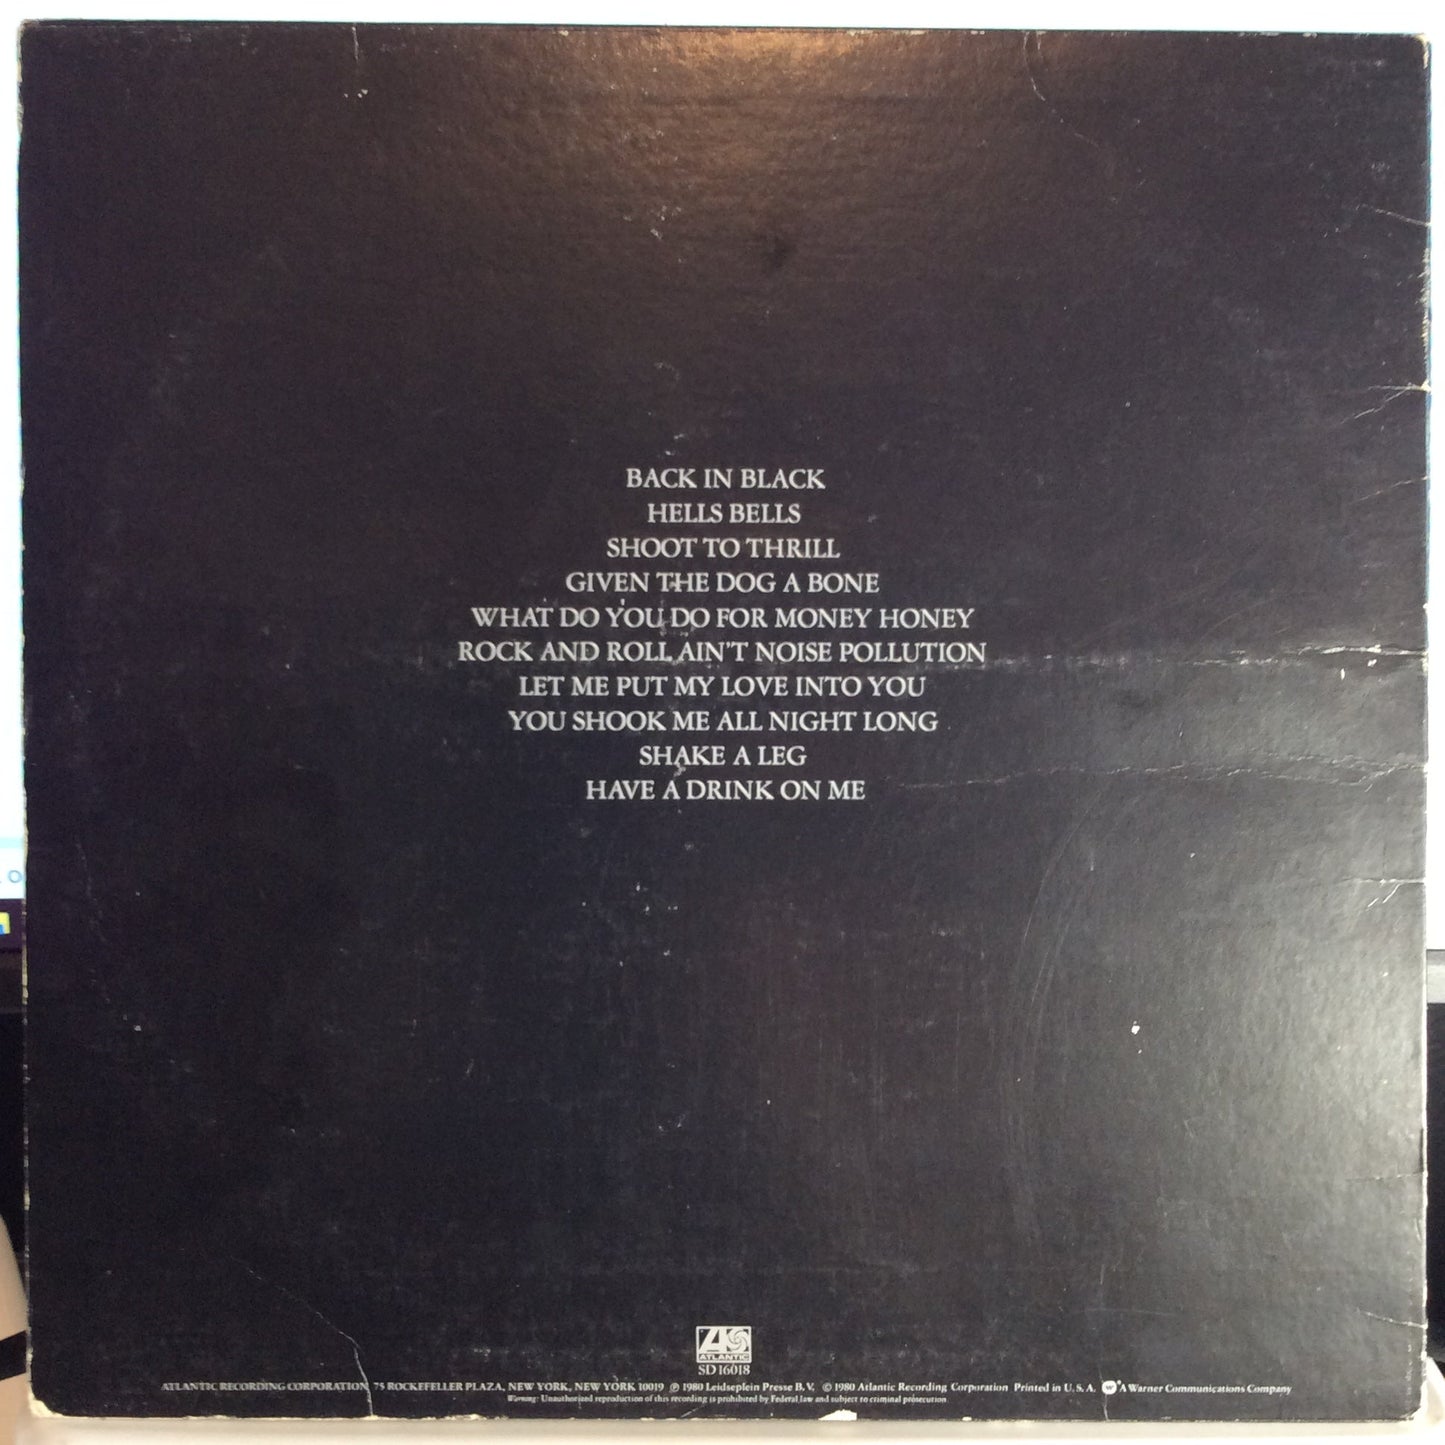 BACK IN BLACK
HELLS BELLS
SHOOT TO THRILL
GIVEN THE DOG A BONE
WHAT DO YOU DO FOR MONEY HONEY
ROCK AND ROLL AIN'T NOISE POLLUTION
LET ME PUT MY LOVE INTO YOU
YOU SHOOK ME ALL NIGHT LONG
SHAKE A LEG
HAVE A DRINK ON ME
ATLANTIC
SD 16018
ATLANTIC RECORDING CORPORATION, 75 ROCKEFELLER PLAZA, NEW YORK, NEW YORK 10019 ℗ 1980 Leidseplein Presse B.V. © 1980 Atlantic Recording Corporation Printed in U.S.A. A Warner Communications Company
Warning: Unauthorized reproduction of this recording is prohibited by Federal law and subject to criminal prosecution.